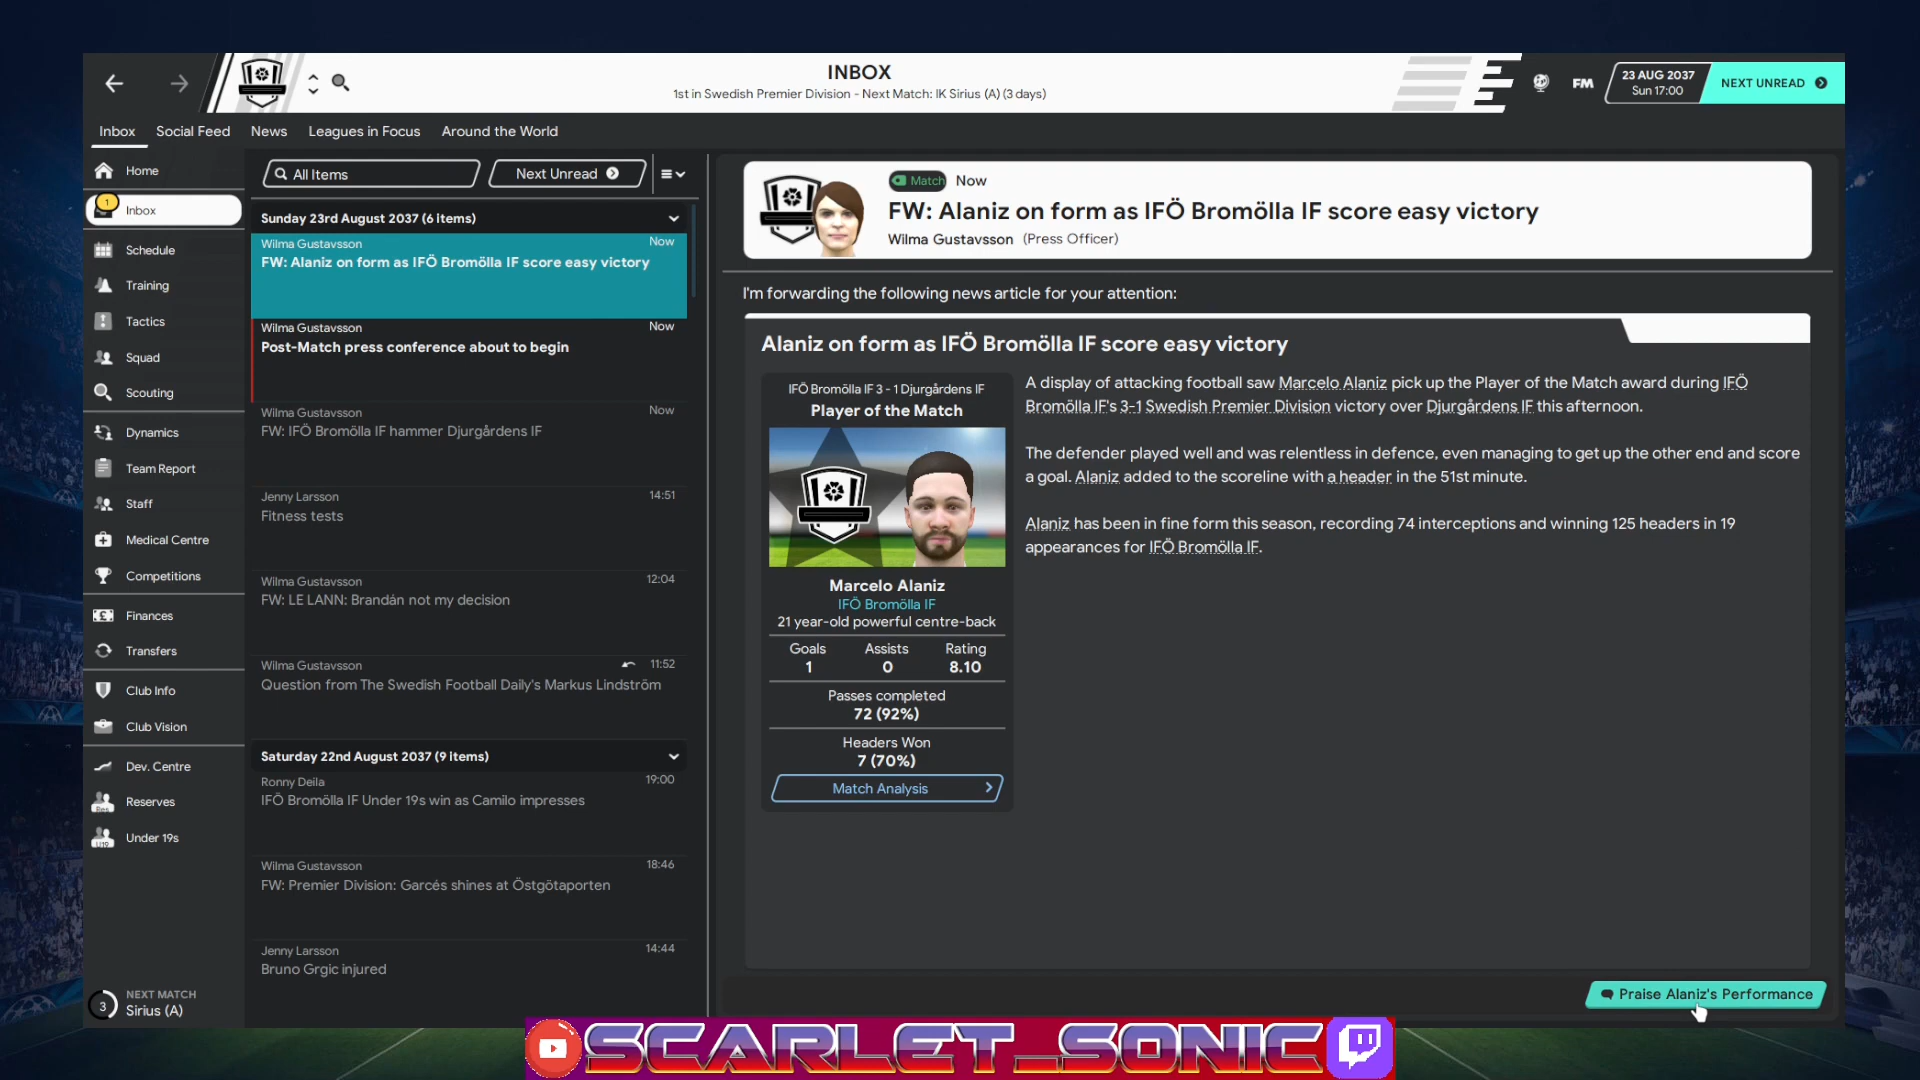 INBOX
1st in Swedish Premier Division - Next Match: IK Sirius (A) (3 days)
FM
23 AUG 2037
Sun 17:00
NEXT UNREAD
Inbox
Social Feed
News
Leagues in Focus
Around the World
Home
1
Inbox
Schedule
Training
Tactics
Squad
Scouting
Dynamics
Team Report
Staff
Medical Centre
Competitions
Finances
Transfers
Club Info
Club Vision
Dev. Centre
Reserves
Under 19s
U19
3
NEXT MATCH
Sirius (A)
All Items
Next Unread
Sunday 23rd August 2037 (6 items)
Wilma Gustavsson
Now
FW: Alaniz on form as IFÖ Bromölla IF score easy victory
Wilma Gustavsson
Now
Post-Match press conference about to begin
Wilma Gustavsson
Now
FW: IFÖ Bromölla IF hammer Djurgårdens IF
Jenny Larsson
14:51
Fitness tests
Wilma Gustavsson
12:04
FW: LE LANN: Brandán not my decision
Wilma Gustavsson
11:52
Question from The Swedish Football Daily's Markus Lindström
Saturday 22nd August 2037 (9 items)
Ronny Deila
19:00
IFÖ Bromölla IF Under 19s win as Camilo impresses
Wilma Gustavsson
18:46
FW: Premier Division: Garcés shines at Östgötaporten
Jenny Larsson
14:44
Bruno Grgic injured
Match
Now
FW: Alaniz on form as IFÖ Bromölla IF score easy victory
Wilma Gustavsson (Press Officer)
I'm forwarding the following news article for your attention:
Alaniz on form as IFÖ Bromölla IF score easy victory
IFÖ Bromölla IF 3 - 1 Djurgårdens IF
Player of the Match
Marcelo Alaniz
IFÖ Bromölla IF
21 year-old powerful centre-back
Goals Assists Rating
1 0 8.10
Passes completed
72 (92%)
Headers Won
7 (70%)
Match Analysis
A display of attacking football saw Marcelo Alaniz pick up the Player of the Match award during IFÖ
Bromölla IF's 3-1 Swedish Premier Division victory over Djurgårdens IF this afternoon.
The defender played well and was relentless in defence, even managing to get up the other end and score
a goal. Alaniz added to the scoreline with a header in the 51st minute.
Alaniz has been in fine form this season, recording 74 interceptions and winning 125 headers in 19
appearances for IFÖ Bromölla IF.
Praise Alaniz's Performance
SCARLET_SONIC